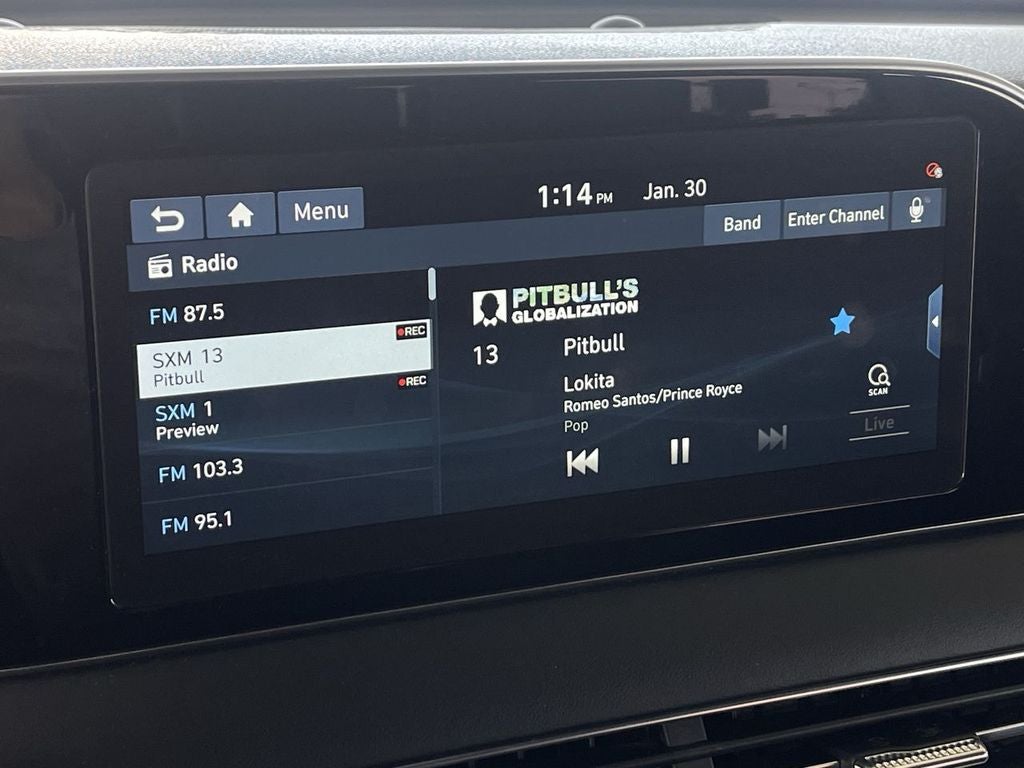 1:14 PM Jan. 30
Menu
Band
Enter Channel
Radio
FM 87.5
REC
SXM 13
Pitbull
REC
SXM 1
Preview
FM 103.3
FM 95.1
PITBULL'S
GLOBALIZATION
13
Pitbull
Lokita
Romeo Santos/Prince Royce
Pop
SCAN
Live